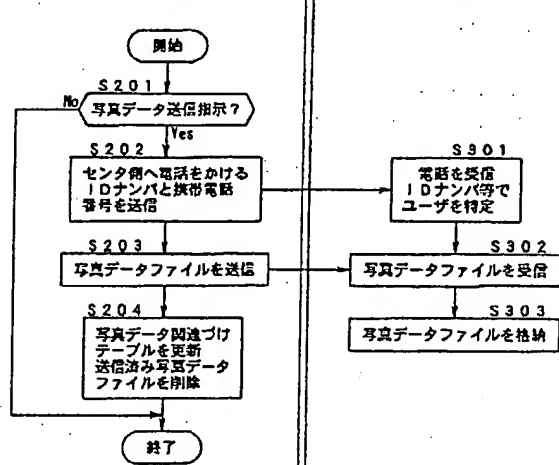 開始
S201
写真データ送信指示?
No
Yes
S202
センタ側へ電話をかける
IDナンバと携帯電話
番号を送信
S203
写真データファイルを送信
S204
写真データ関連づけ
テーブルを更新
送信済み写真データ
ファイルを削除
終了
S301
電話を受信
IDナンバ等で
ユーザを特定
S302
写真データファイルを受信
S303
写真データファイルを格納